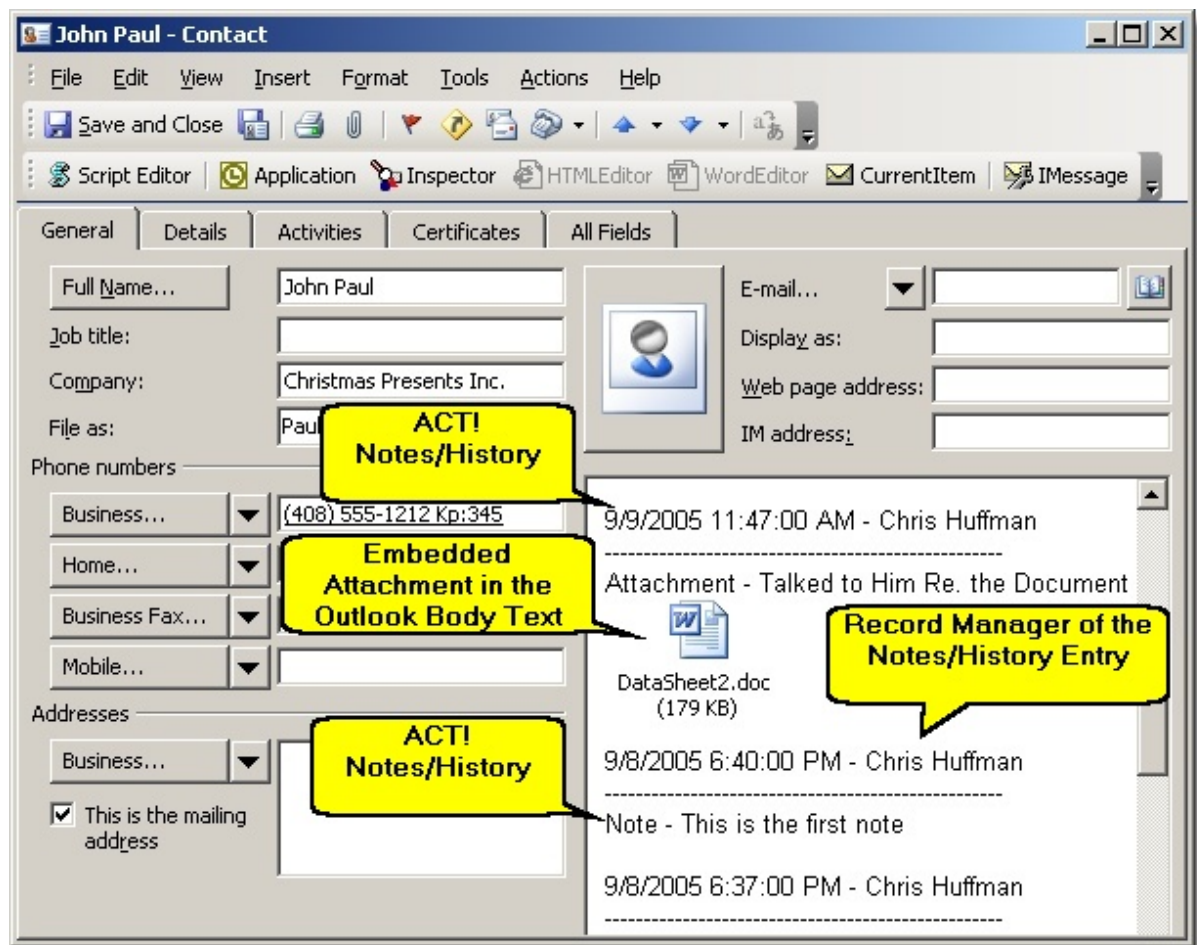 John Paul - Contact
File Edit View Insert Format Tools Actions Help
Save and Close
Script Editor Application Inspector HTMLEditor WordEditor CurrentItem IMessage
General Details Activities Certificates All Fields
Full Name... John Paul
Job title:
Company: Christmas Presents Inc.
File as: Paul
E-mail...
Display as:
Web page address:
IM address:
ACT!
Notes/History
Phone numbers
Business... (408) 555-1212 Kp:345
Home...
Business Fax...
Mobile...
Embedded
Attachment in the
Outlook Body Text
Addresses
Business...
This is the mailing
address
ACT!
Notes/History
9/9/2005 11:47:00 AM - Chris Huffman
----------------------------------------------------
Attachment - Talked to Him Re. the Document
DataSheet2.doc
(179 KB)
Record Manager of the
Notes/History Entry
9/8/2005 6:40:00 PM - Chris Huffman
----------------------------------------------------
Note - This is the first note
9/8/2005 6:37:00 PM - Chris Huffman
----------------------------------------------------